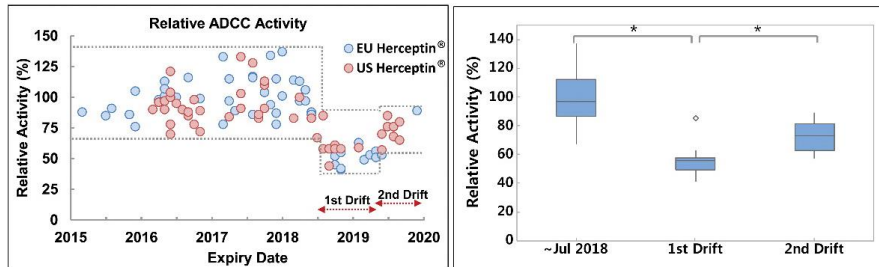 Relative ADCC Activity
Relative Activity (%)
150
125
100
75
50
25
0
EU Herceptin®
US Herceptin®
1st Drift
2nd Drift
2015
2016
2017
2018
2019
2020
Expiry Date
Relative Activity (%)
140
120
100
80
60
40
20
0
*
*
~Jul 2018
1st Drift
2nd Drift